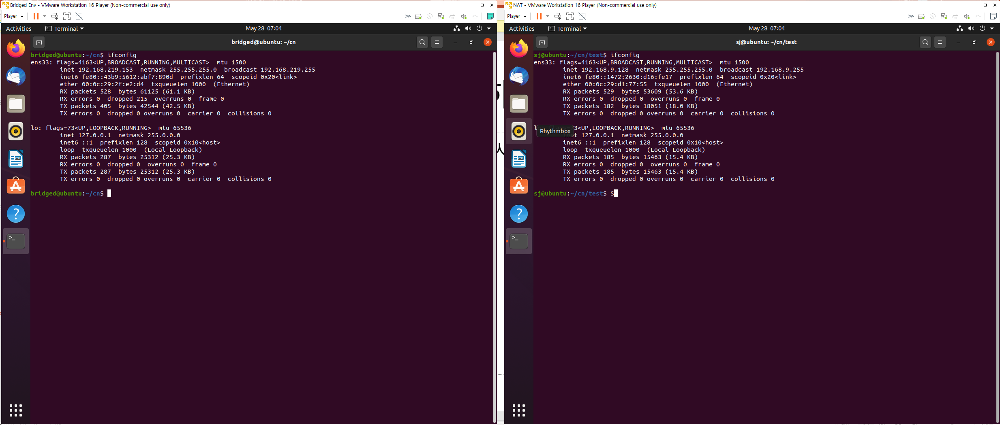 Bridged Env - VMware Workstation 16 Player (Non-commercial use only)
Player
Activities
Terminal
May 28 07:04
bridged@ubuntu: ~/cn
bridged@ubuntu:~/cn$ ifconfig
ens33: flags=4163<UP,BROADCAST,RUNNING,MULTICAST>  mtu 1500
inet 192.168.219.153  netmask 255.255.255.0  broadcast 192.168.219.255
inet6 fe80::43b9:5612:abf7:890d  prefixlen 64  scopeid 0x20<link>
ether 00:0c:29:2f:e2:d4  txqueuelen 1000  (Ethernet)
RX packets 528  bytes 61125 (61.1 KB)
RX errors 0  dropped 215  overruns 0  frame 0
TX packets 405  bytes 42544 (42.5 KB)
TX errors 0  dropped 0 overruns 0  carrier 0  collisions 0
lo: flags=73<UP,LOOPBACK,RUNNING>  mtu 65536
inet 127.0.0.1  netmask 255.0.0.0
inet6 ::1  prefixlen 128  scopeid 0x10<host>
loop  txqueuelen 1000  (Local Loopback)
RX packets 287  bytes 25312 (25.3 KB)
RX errors 0  dropped 0  overruns 0  frame 0
TX packets 287  bytes 25312 (25.3 KB)
TX errors 0  dropped 0 overruns 0  carrier 0  collisions 0
bridged@ubuntu:~/cn$
NAT - VMware Workstation 16 Player (Non-commercial use only)
Player
Activities
Terminal
May 28 07:04
sj@ubuntu: ~/cn/test
sj@ubuntu:~/cn/test$ ifconfig
ens33: flags=4163<UP,BROADCAST,RUNNING,MULTICAST>  mtu 1500
inet 192.168.9.128  netmask 255.255.255.0  broadcast 192.168.9.255
inet6 fe80::1472:2630:d16:fe17  prefixlen 64  scopeid 0x20<link>
ether 00:0c:29:d1:77:55  txqueuelen 1000  (Ethernet)
RX packets 529  bytes 53609 (53.6 KB)
RX errors 0  dropped 0  overruns 0  frame 0
TX packets 182  bytes 18051 (18.0 KB)
TX errors 0  dropped 0 overruns 0  carrier 0  collisions 0
3<UP,LOOPBACK,RUNNING>  mtu 65536
Rhythmbox
127.0.0.1  netmask 255.0.0.0
inet6 ::1  prefixlen 128  scopeid 0x10<host>
loop  txqueuelen 1000  (Local Loopback)
RX packets 185  bytes 15463 (15.4 KB)
RX errors 0  dropped 0  overruns 0  frame 0
TX packets 185  bytes 15463 (15.4 KB)
TX errors 0  dropped 0 overruns 0  carrier 0  collisions 0
sj@ubuntu:~/cn/test$ S